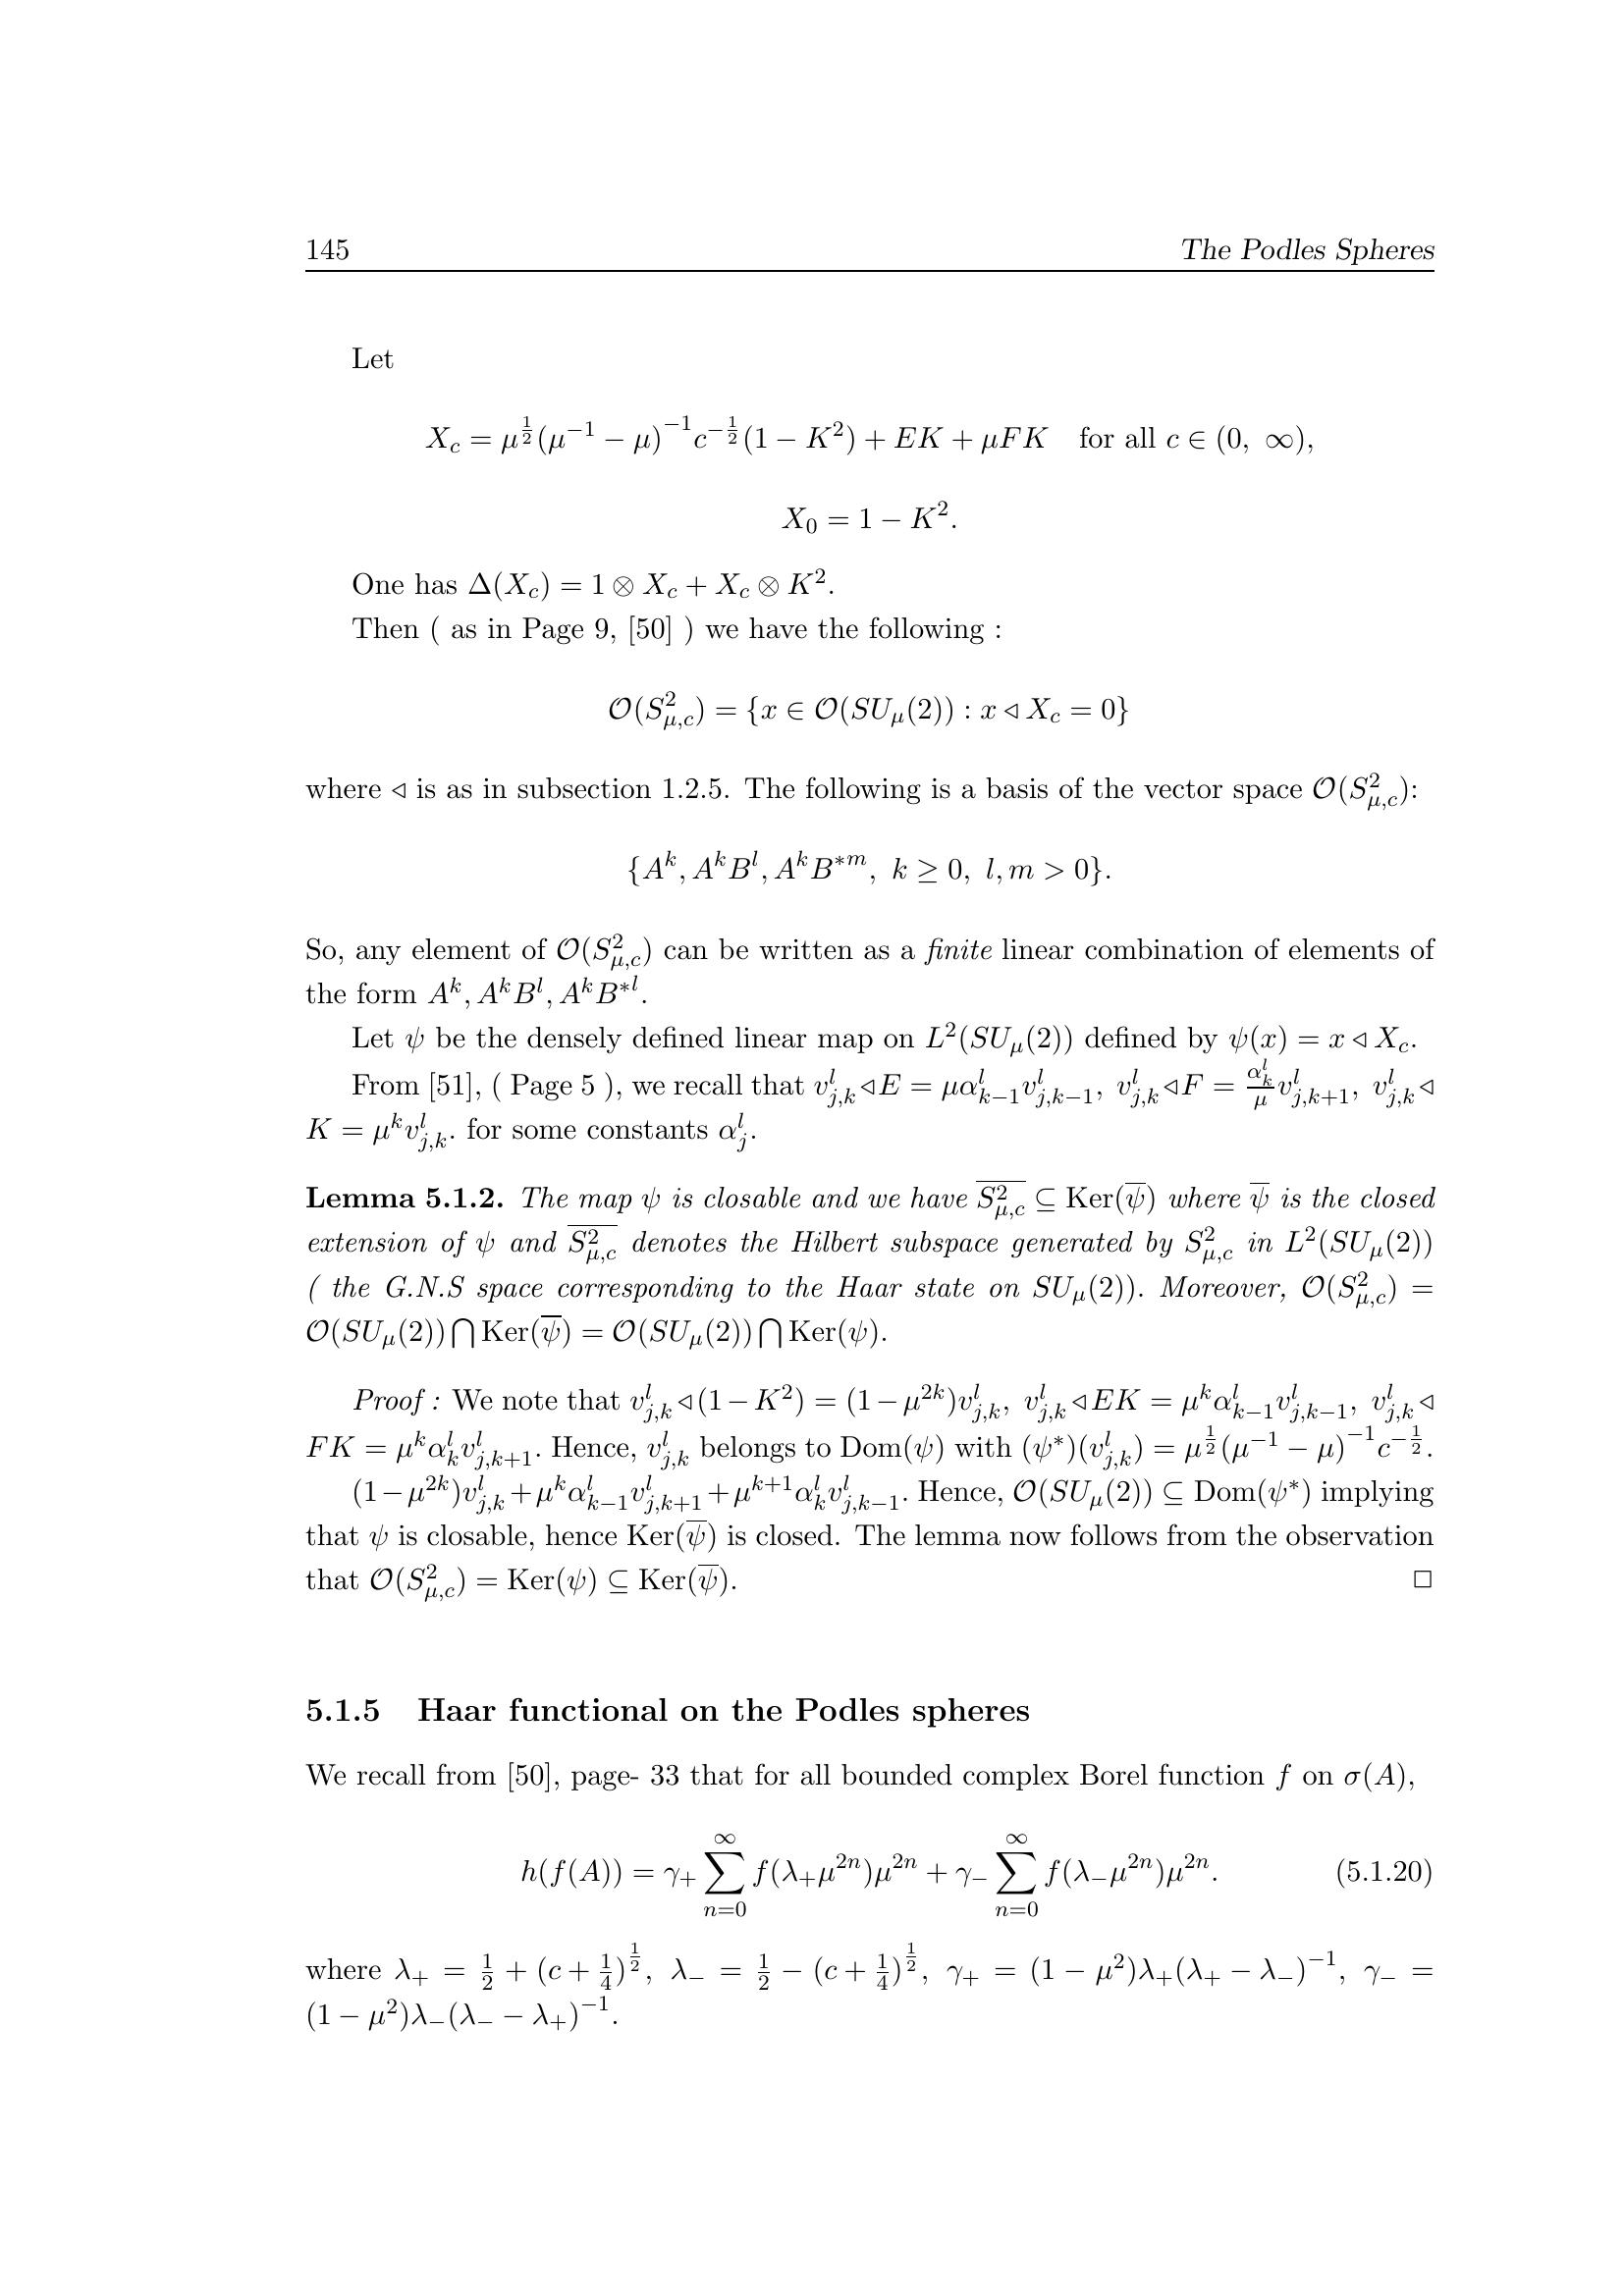 145 The Podles Spheres
Let
$X_c = \mu^{\frac{1}{2}}(\mu^{-1} - \mu)^{-1}c^{-\frac{1}{2}}(1 - K^2) + EK + \mu FK$ for all $c \in (0, \infty)$,
$X_0 = 1 - K^2.$
One has $\Delta(X_c) = 1 \otimes X_c + X_c \otimes K^2$.
Then ( as in Page 9, [50] ) we have the following :
$\mathcal{O}(S^2_{\mu,c}) = \{x \in \mathcal{O}(SU_\mu(2)) : x \triangleleft X_c = 0\}$
where $\triangleleft$ is as in subsection 1.2.5. The following is a basis of the vector space $\mathcal{O}(S^2_{\mu,c})$:
$\{A^k, A^kB^l, A^kB^{*m},\ k \geq 0,\ l, m > 0\}.$
So, any element of $\mathcal{O}(S^2_{\mu,c})$ can be written as a finite linear combination of elements of
the form $A^k, A^kB^l, A^kB^{*l}$.
Let $\psi$ be the densely defined linear map on $L^2(SU_\mu(2))$ defined by $\psi(x) = x \triangleleft X_c$.
From [51], ( Page 5 ), we recall that $v^l_{j,k} \triangleleft E = \mu\alpha^l_{k-1}v^l_{j,k-1},\ v^l_{j,k} \triangleleft F = \frac{\alpha^l_k}{\mu}v^l_{j,k+1},\ v^l_{j,k} \triangleleft$
$K = \mu^k v^l_{j,k}$. for some constants $\alpha^l_j$.
Lemma 5.1.2. The map $\psi$ is closable and we have $\overline{S^2_{\mu,c}} \subseteq \mathrm{Ker}(\overline{\psi})$ where $\overline{\psi}$ is the closed
extension of $\psi$ and $\overline{S^2_{\mu,c}}$ denotes the Hilbert subspace generated by $S^2_{\mu,c}$ in $L^2(SU_\mu(2))$
( the G.N.S space corresponding to the Haar state on $SU_\mu(2)$). Moreover, $\mathcal{O}(S^2_{\mu,c}) =$
$\mathcal{O}(SU_\mu(2)) \bigcap \mathrm{Ker}(\overline{\psi}) = \mathcal{O}(SU_\mu(2)) \bigcap \mathrm{Ker}(\psi)$.
Proof : We note that $v^l_{j,k} \triangleleft (1 - K^2) = (1 - \mu^{2k})v^l_{j,k},\ v^l_{j,k} \triangleleft EK = \mu^k\alpha^l_{k-1}v^l_{j,k-1},\ v^l_{j,k} \triangleleft$
$FK = \mu^k\alpha^l_k v^l_{j,k+1}$. Hence, $v^l_{j,k}$ belongs to $\mathrm{Dom}(\psi)$ with $(\psi^*)(v^l_{j,k}) = \mu^{\frac{1}{2}}(\mu^{-1} - \mu)^{-1}c^{-\frac{1}{2}}$.
$(1 - \mu^{2k})v^l_{j,k} + \mu^k\alpha^l_{k-1}v^l_{j,k+1} + \mu^{k+1}\alpha^l_k v^l_{j,k-1}$. Hence, $\mathcal{O}(SU_\mu(2)) \subseteq \mathrm{Dom}(\psi^*)$ implying
that $\psi$ is closable, hence $\mathrm{Ker}(\overline{\psi})$ is closed. The lemma now follows from the observation
that $\mathcal{O}(S^2_{\mu,c}) = \mathrm{Ker}(\psi) \subseteq \mathrm{Ker}(\overline{\psi})$. □
5.1.5 Haar functional on the Podles spheres
We recall from [50], page- 33 that for all bounded complex Borel function $f$ on $\sigma(A)$,
$h(f(A)) = \gamma_+ \sum_{n=0}^{\infty} f(\lambda_+\mu^{2n})\mu^{2n} + \gamma_- \sum_{n=0}^{\infty} f(\lambda_-\mu^{2n})\mu^{2n}.$ (5.1.20)
where $\lambda_+ = \frac{1}{2} + (c + \frac{1}{4})^{\frac{1}{2}},\ \lambda_- = \frac{1}{2} - (c + \frac{1}{4})^{\frac{1}{2}},\ \gamma_+ = (1 - \mu^2)\lambda_+(\lambda_+ - \lambda_-)^{-1},\ \gamma_- =$
$(1 - \mu^2)\lambda_-(\lambda_- - \lambda_+)^{-1}$.